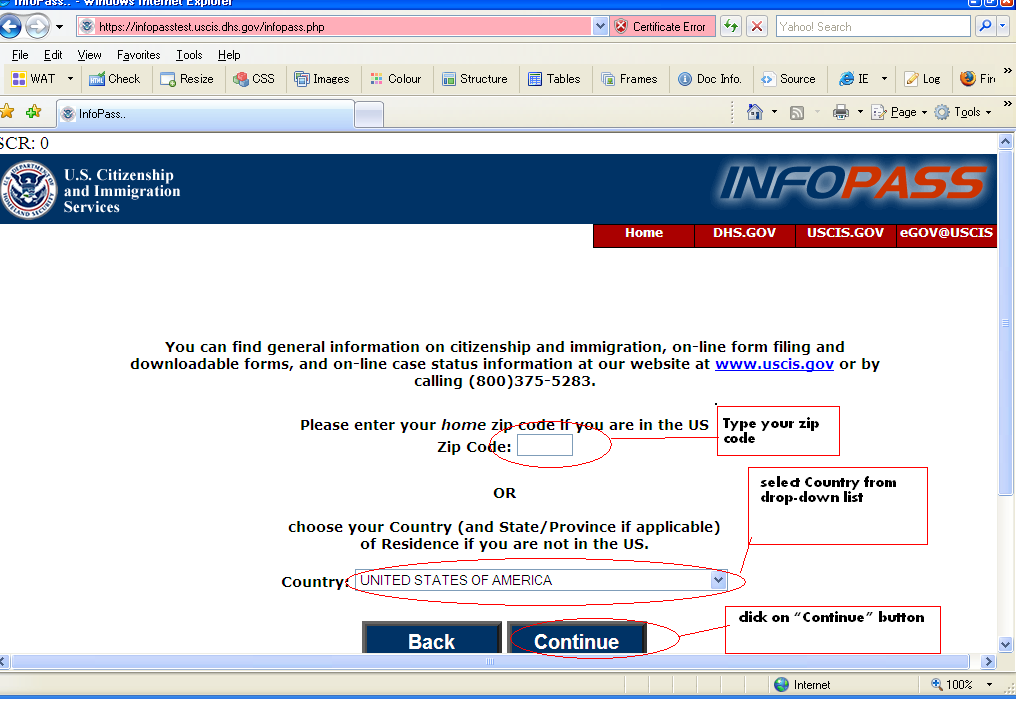 InfoPass.. - Windows Internet Explorer
https://infopasstest.uscis.dhs.gov/infopass.php
Certificate Error
Yahoo! Search
File Edit View Favorites Tools Help
WAT Check Resize CSS Images Colour Structure Tables Frames Doc Info. Source IE Log Fir
InfoPass..
Page Tools
SCR: 0
U.S. Citizenship
and Immigration
Services
INFOPASS
Home DHS.GOV USCIS.GOV eGOV@USCIS
You can find general information on citizenship and immigration, on-line form filing and
downloadable forms, and on-line case status information at our website at www.uscis.gov or by
calling (800)375-5283.
Please enter your home zip code if you are in the US
Zip Code:
Type your zip
code
OR
select Country from
drop-down list
choose your Country (and State/Province if applicable)
of Residence if you are not in the US.
Country: UNITED STATES OF AMERICA
click on “Continue” button
Back Continue
Internet 100%